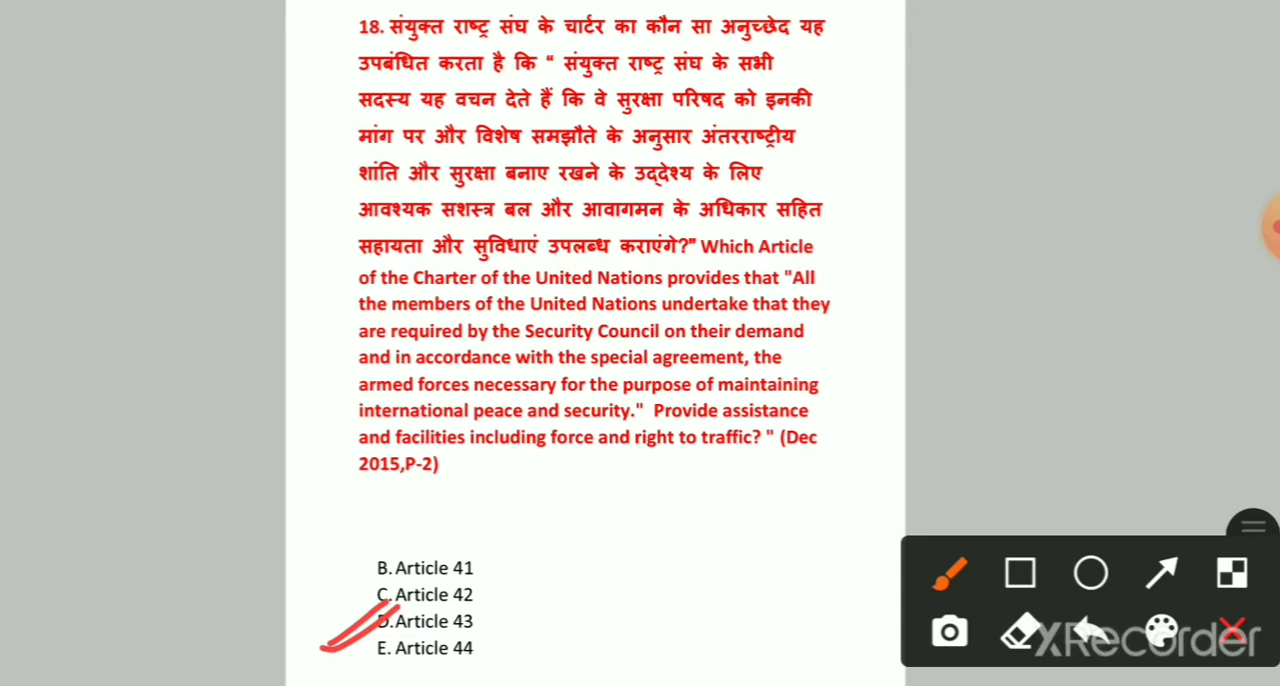 18. संयुक्त राष्ट्र संघ के चार्टर का कौन सा अनुच्छेद यह
उपबंधित करता है कि “ संयुक्त राष्ट्र संघ के सभी
सदस्य यह वचन देते हैं कि वे सुरक्षा परिषद को इनकी
मांग पर और विशेष समझौते के अनुसार अंतरराष्ट्रीय
शांति और सुरक्षा बनाए रखने के उद्देश्य के लिए
आवश्यक सशस्त्र बल और आवागमन के अधिकार सहित
सहायता और सुविधाएं उपलब्ध कराएंगे?” Which Article
of the Charter of the United Nations provides that "All
the members of the United Nations undertake that they
are required by the Security Council on their demand
and in accordance with the special agreement, the
armed forces necessary for the purpose of maintaining
international peace and security."  Provide assistance
and facilities including force and right to traffic? " (Dec
2015,P-2)
B. Article 41
C. Article 42
D. Article 43
E. Article 44
XRecorder